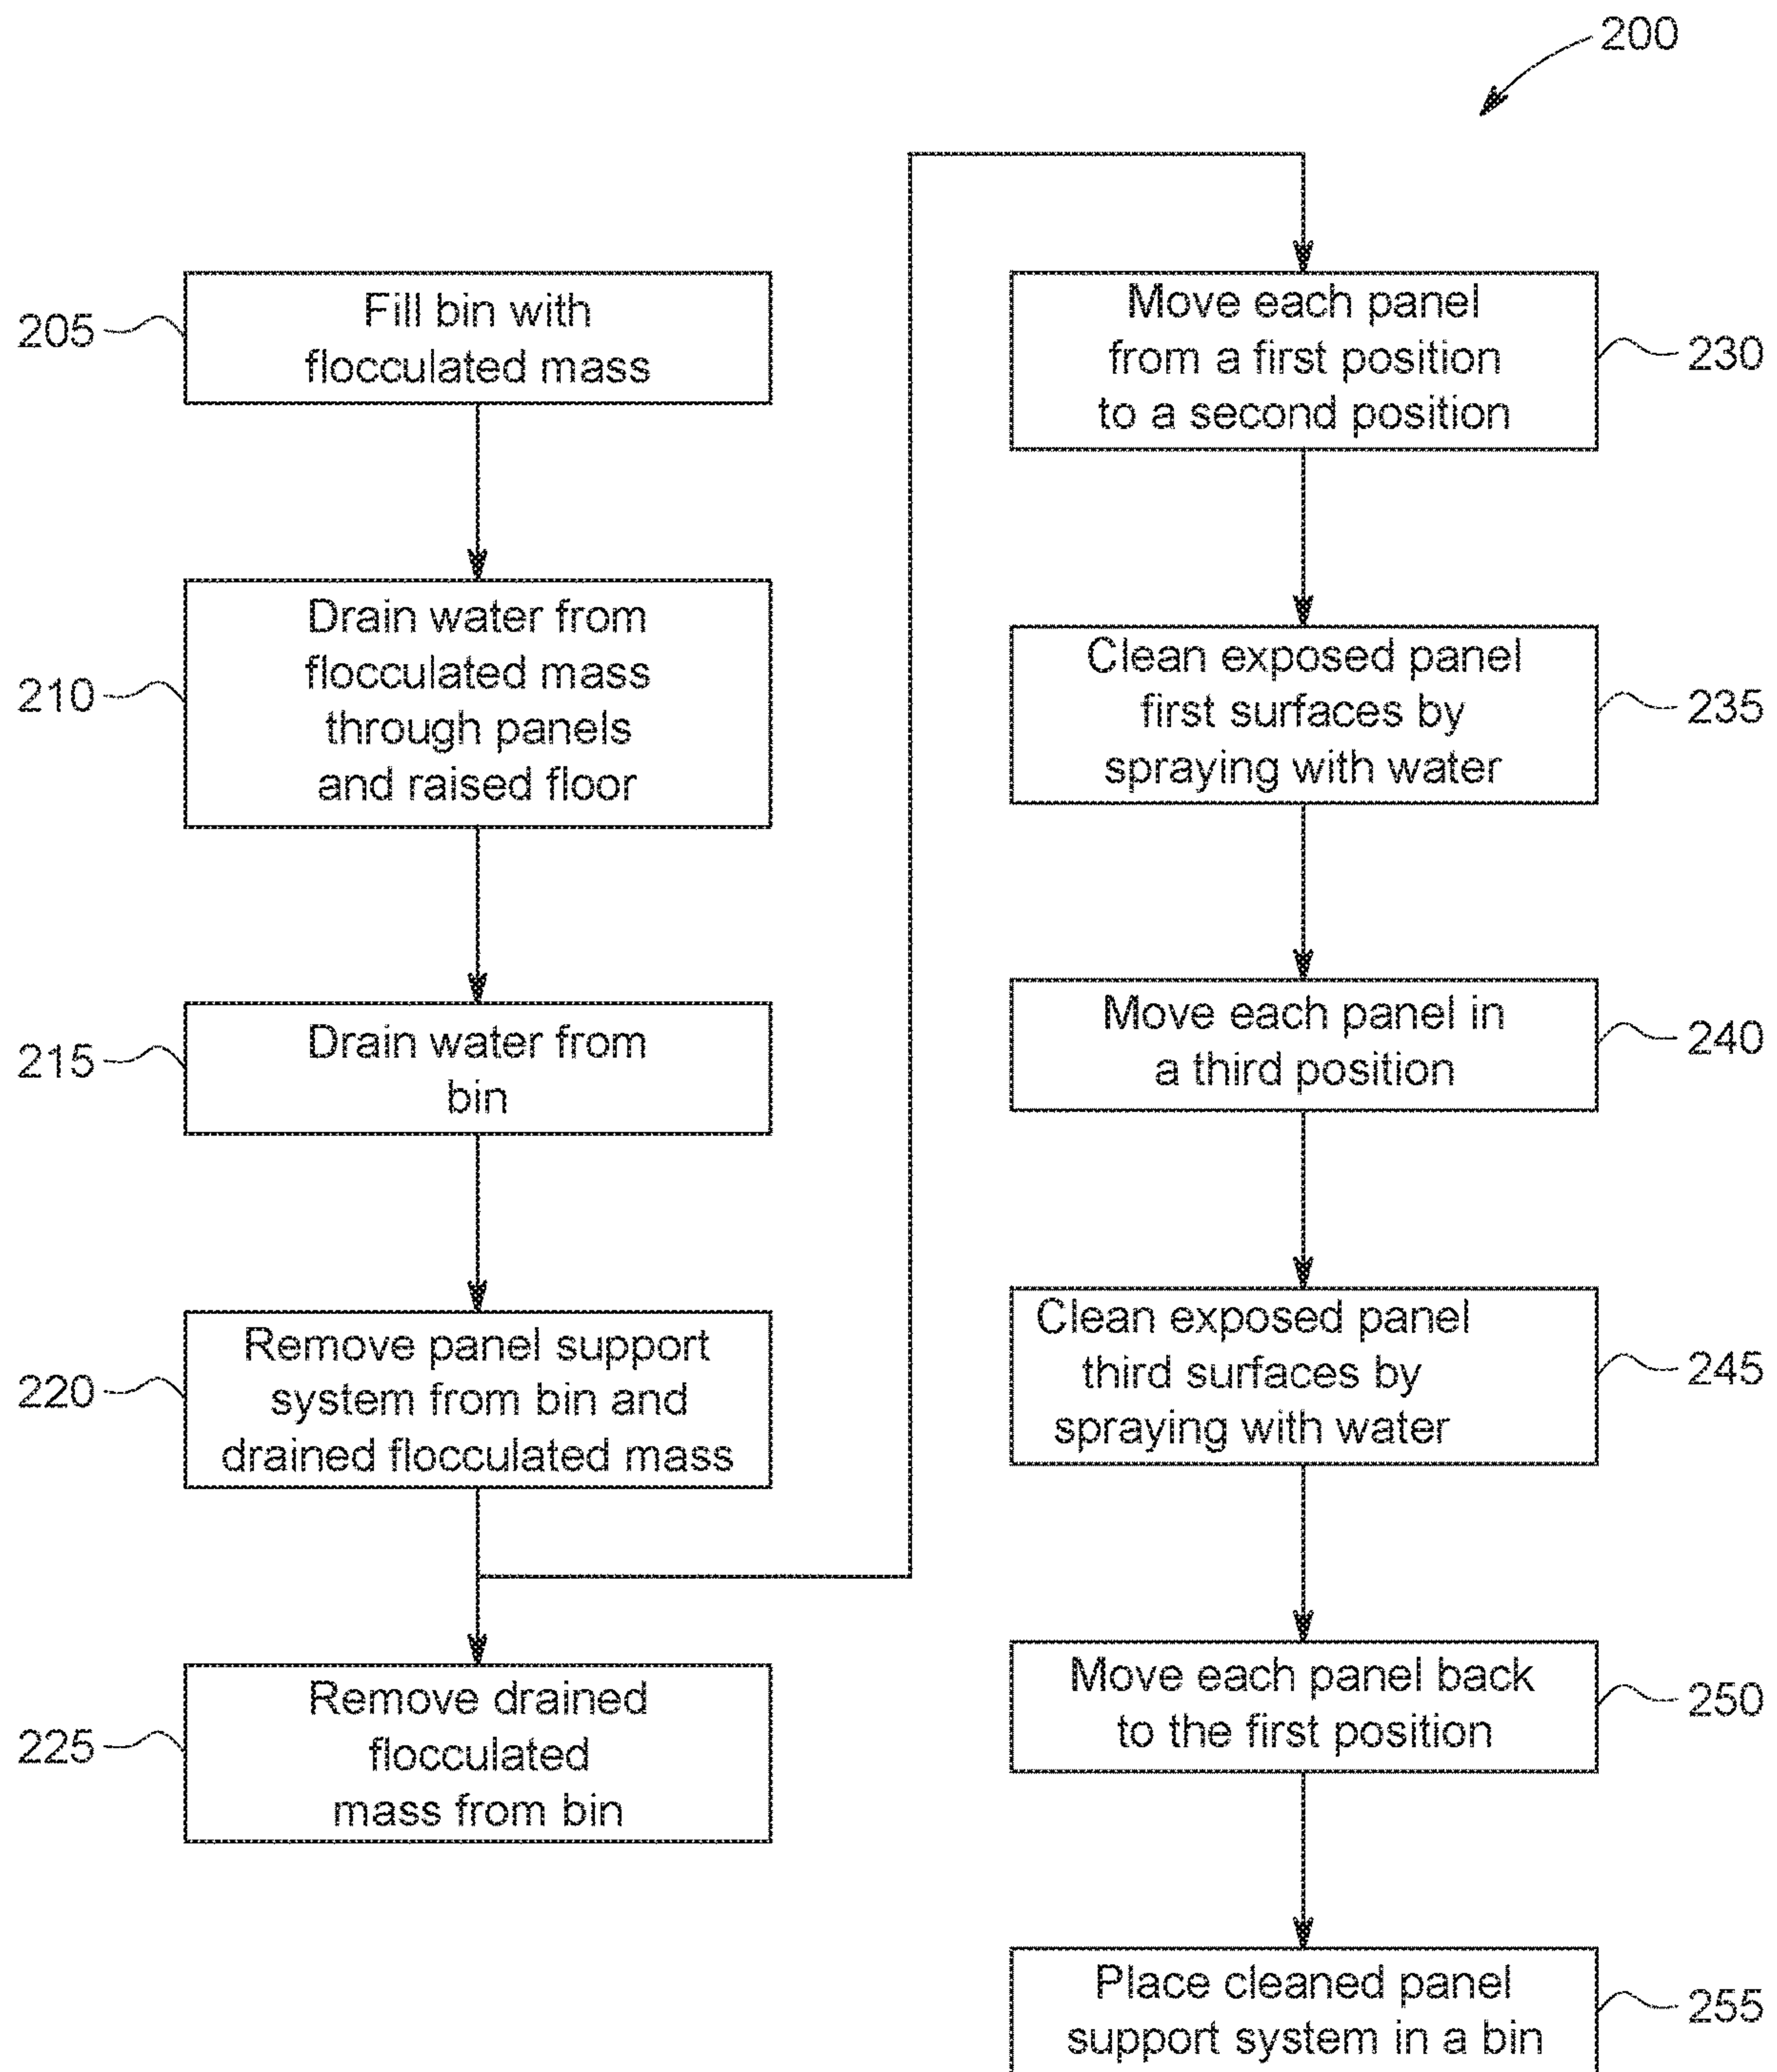 200
205
Fill bin with
flocculated mass
210
Drain water from
flocculated mass
through panels
and raised floor
215
Drain water from
bin
220
Remove panel support
system from bin and
drained flocculated mass
225
Remove drained
flocculated
mass from bin
Move each panel
from a first position
to a second position
230
Clean exposed panel
first surfaces by
spraying with water
235
Move each panel in
a third position
240
Clean exposed panel
third surfaces by
spraying with water
245
Move each panel back
to the first position
250
Place cleaned panel
support system in a bin
255